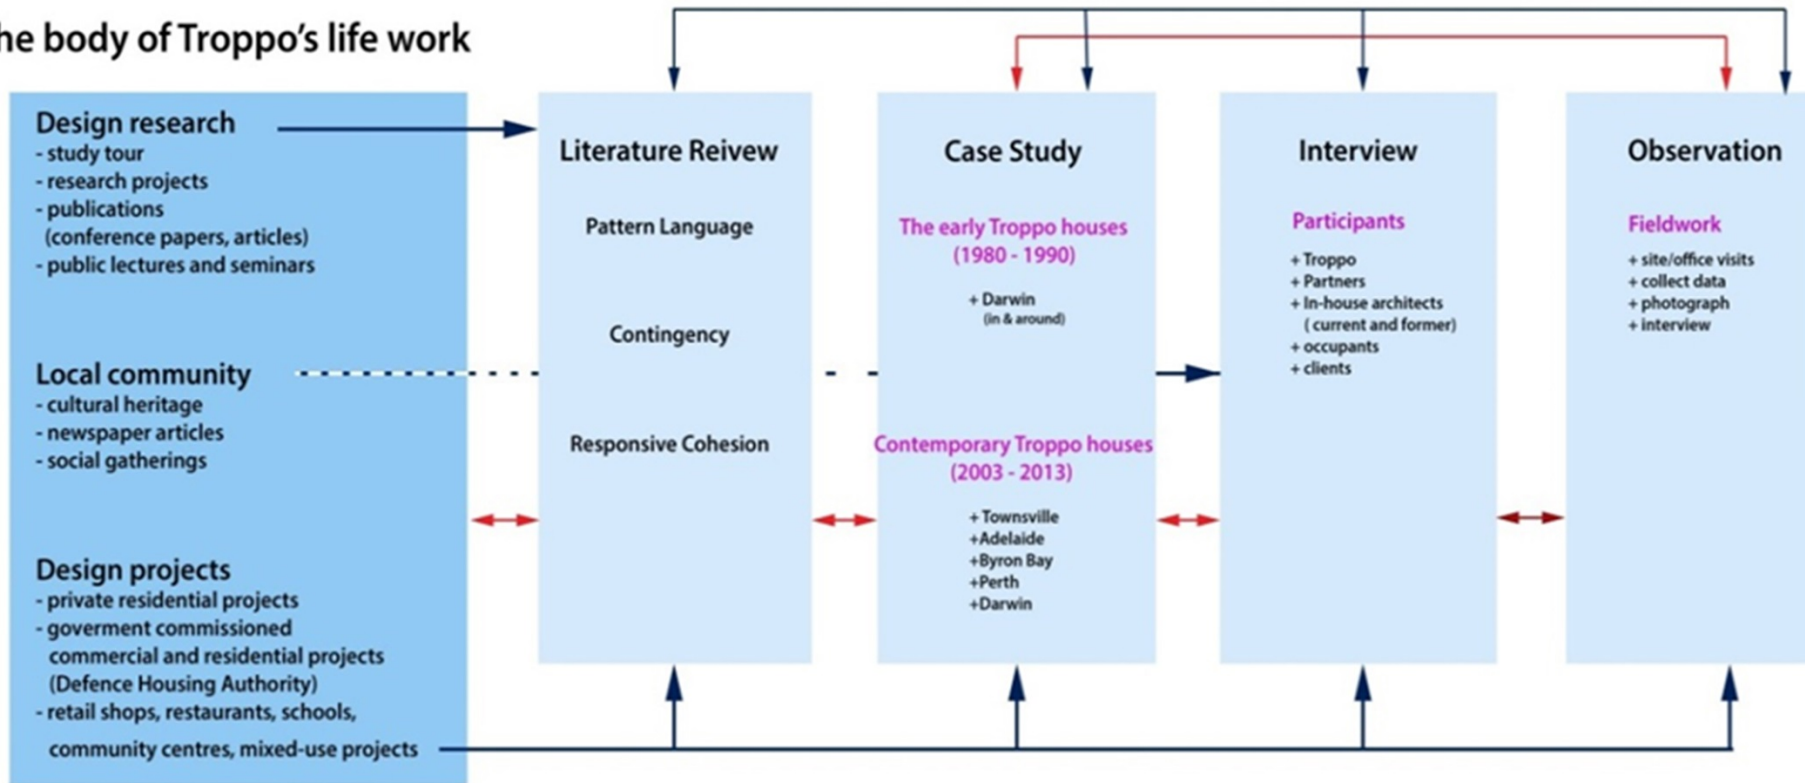 he body of Troppo's life work
Design research
- study tour
- research projects
- publications
(conference papers, articles)
- public lectures and seminars
Local community
- cultural heritage
- newspaper articles
- social gatherings
Design projects
- private residential projects
- goverment commissioned
commercial and residential projects
(Defence Housing Authority)
- retail shops, restaurants, schools,
community centres, mixed-use projects
Literature Reivew
Pattern Language
Contingency
Responsive Cohesion
Case Study
The early Troppo houses
(1980 - 1990)
+ Darwin
(in & around)
Contemporary Troppo houses
(2003 - 2013)
+ Townsville
+Adelaide
+Byron Bay
+Perth
+Darwin
Interview
Participants
+ Troppo
+ Partners
+ In-house architects
( current and former)
+ occupants
+ clients
Observation
Fieldwork
+ site/office visits
+ collect data
+ photograph
+ interview